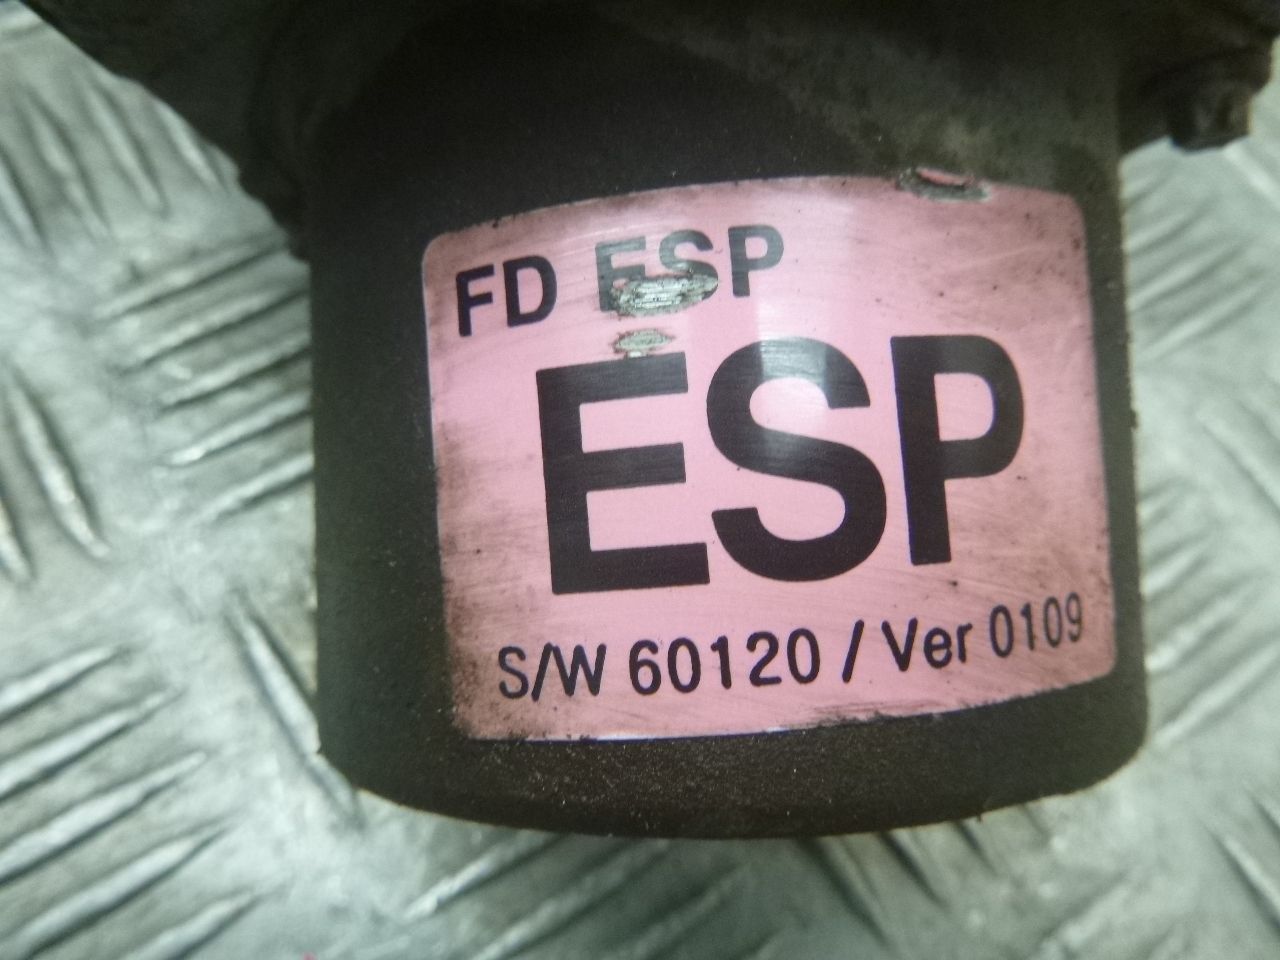 FD ESP
ESP
S/W 60120 / Ver 0109